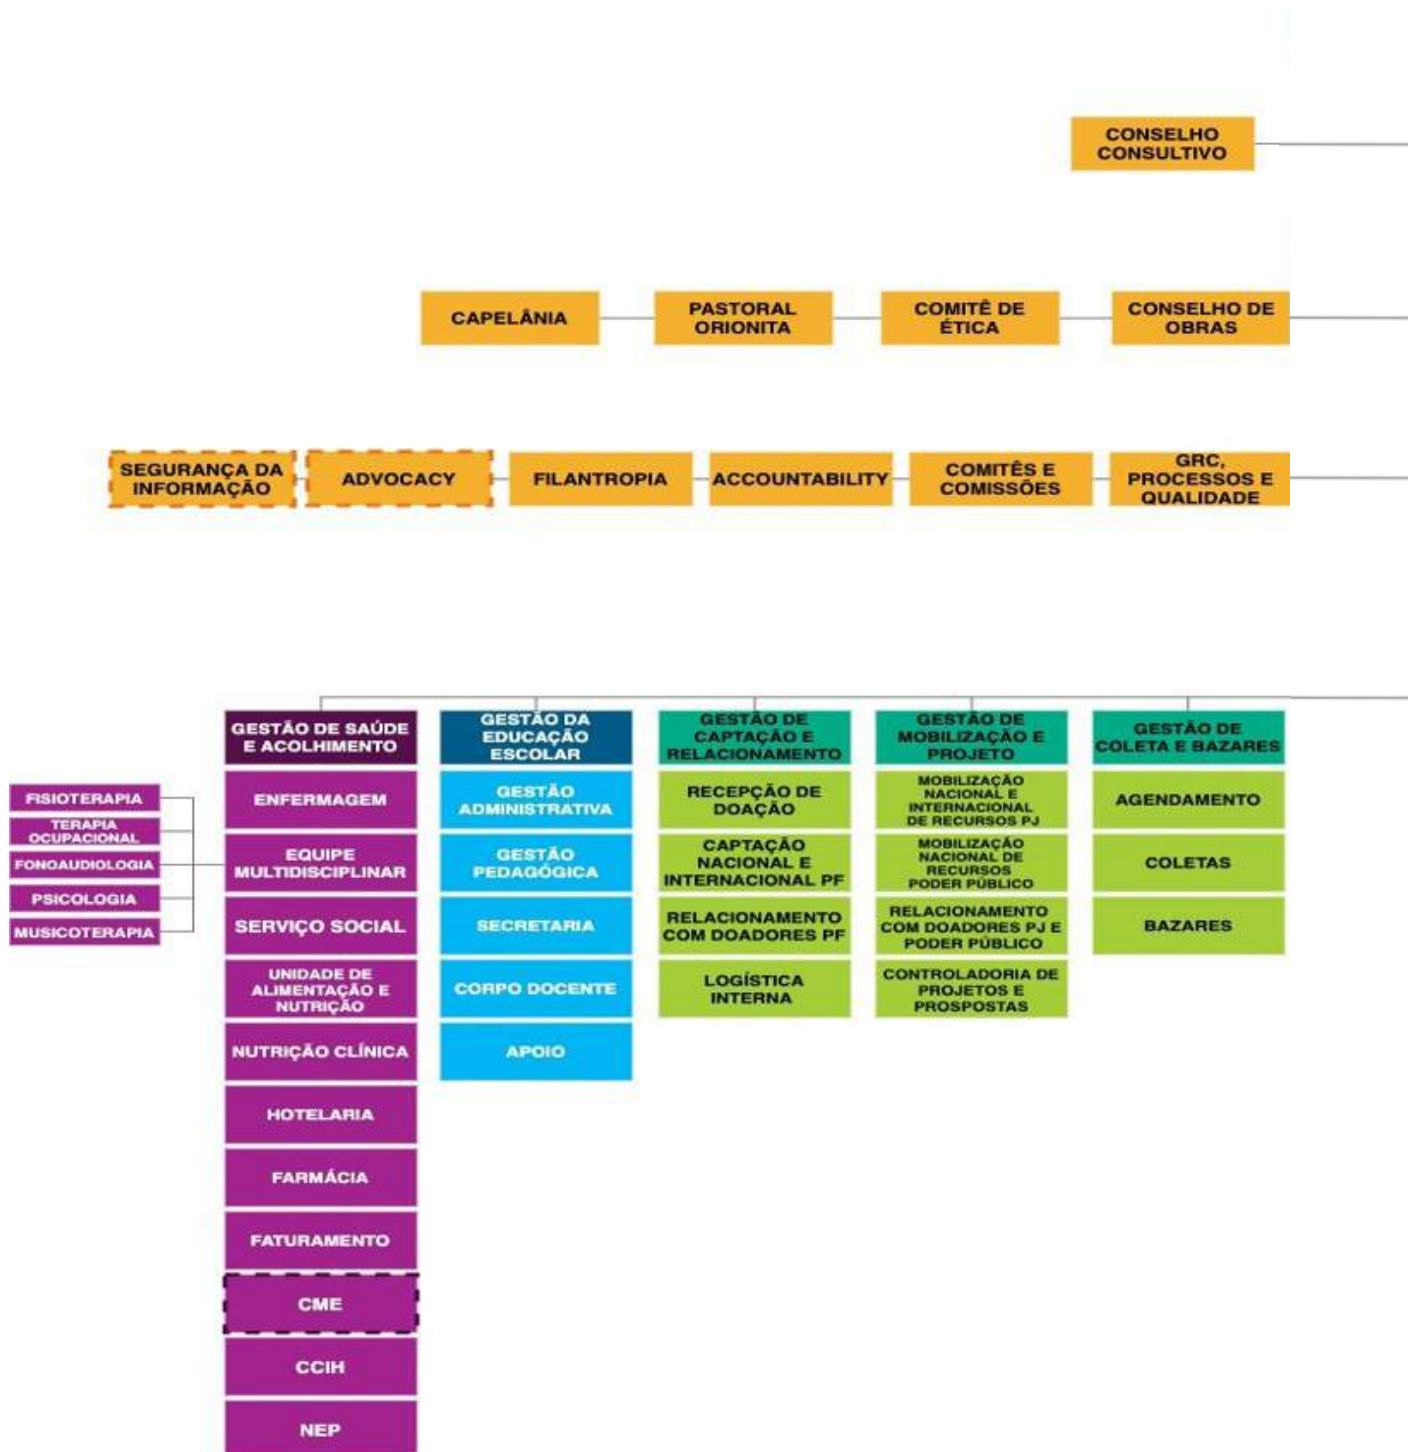 CONSELHO
CONSULTIVO
CAPELÂNIA
PASTORAL
ORIONITA
COMITÊ DE
ÉTICA
CONSELHO DE
OBRAS
SEGURANÇA DA
INFORMAÇÃO
ADVOCACY
FILANTROPIA
ACCOUNTABILITY
COMITÊS E
COMISSÕES
GRC,
PROCESSOS E
QUALIDADE
GESTÃO DE SAÚDE
E ACOLHIMENTO
ENFERMAGEM
EQUIPE
MULTIDISCIPLINAR
FISIOTERAPIA
TERAPIA
OCUPACIONAL
FONOAUDIOLOGIA
PSICOLOGIA
MUSICOTERAPIA
SERVIÇO SOCIAL
UNIDADE DE
ALIMENTAÇÃO E
NUTRIÇÃO
NUTRIÇÃO CLÍNICA
HOTELARIA
FARMÁCIA
FATURAMENTO
CME
CCIH
NEP
GESTÃO DA
EDUCAÇÃO
ESCOLAR
GESTÃO
ADMINISTRATIVA
GESTÃO
PEDAGÓGICA
SECRETARIA
CORPO DOCENTE
APOIO
GESTÃO DE
CAPTAÇÃO E
RELACIONAMENTO
RECEPÇÃO DE
DOAÇÃO
CAPTAÇÃO
NACIONAL E
INTERNACIONAL PF
RELACIONAMENTO
COM DOADORES PF
LOGÍSTICA
INTERNA
GESTÃO DE
MOBILIZAÇÃO E
PROJETO
MOBILIZAÇÃO
NACIONAL E
INTERNACIONAL
DE RECURSOS PJ
MOBILIZAÇÃO
NACIONAL DE
RECURSOS
PODER PÚBLICO
RELACIONAMENTO
COM DOADORES PJ E
PODER PÚBLICO
CONTROLADORIA DE
PROJETOS E
PROSPOSTAS
GESTÃO DE
COLETA E BAZARES
AGENDAMENTO
COLETAS
BAZARES